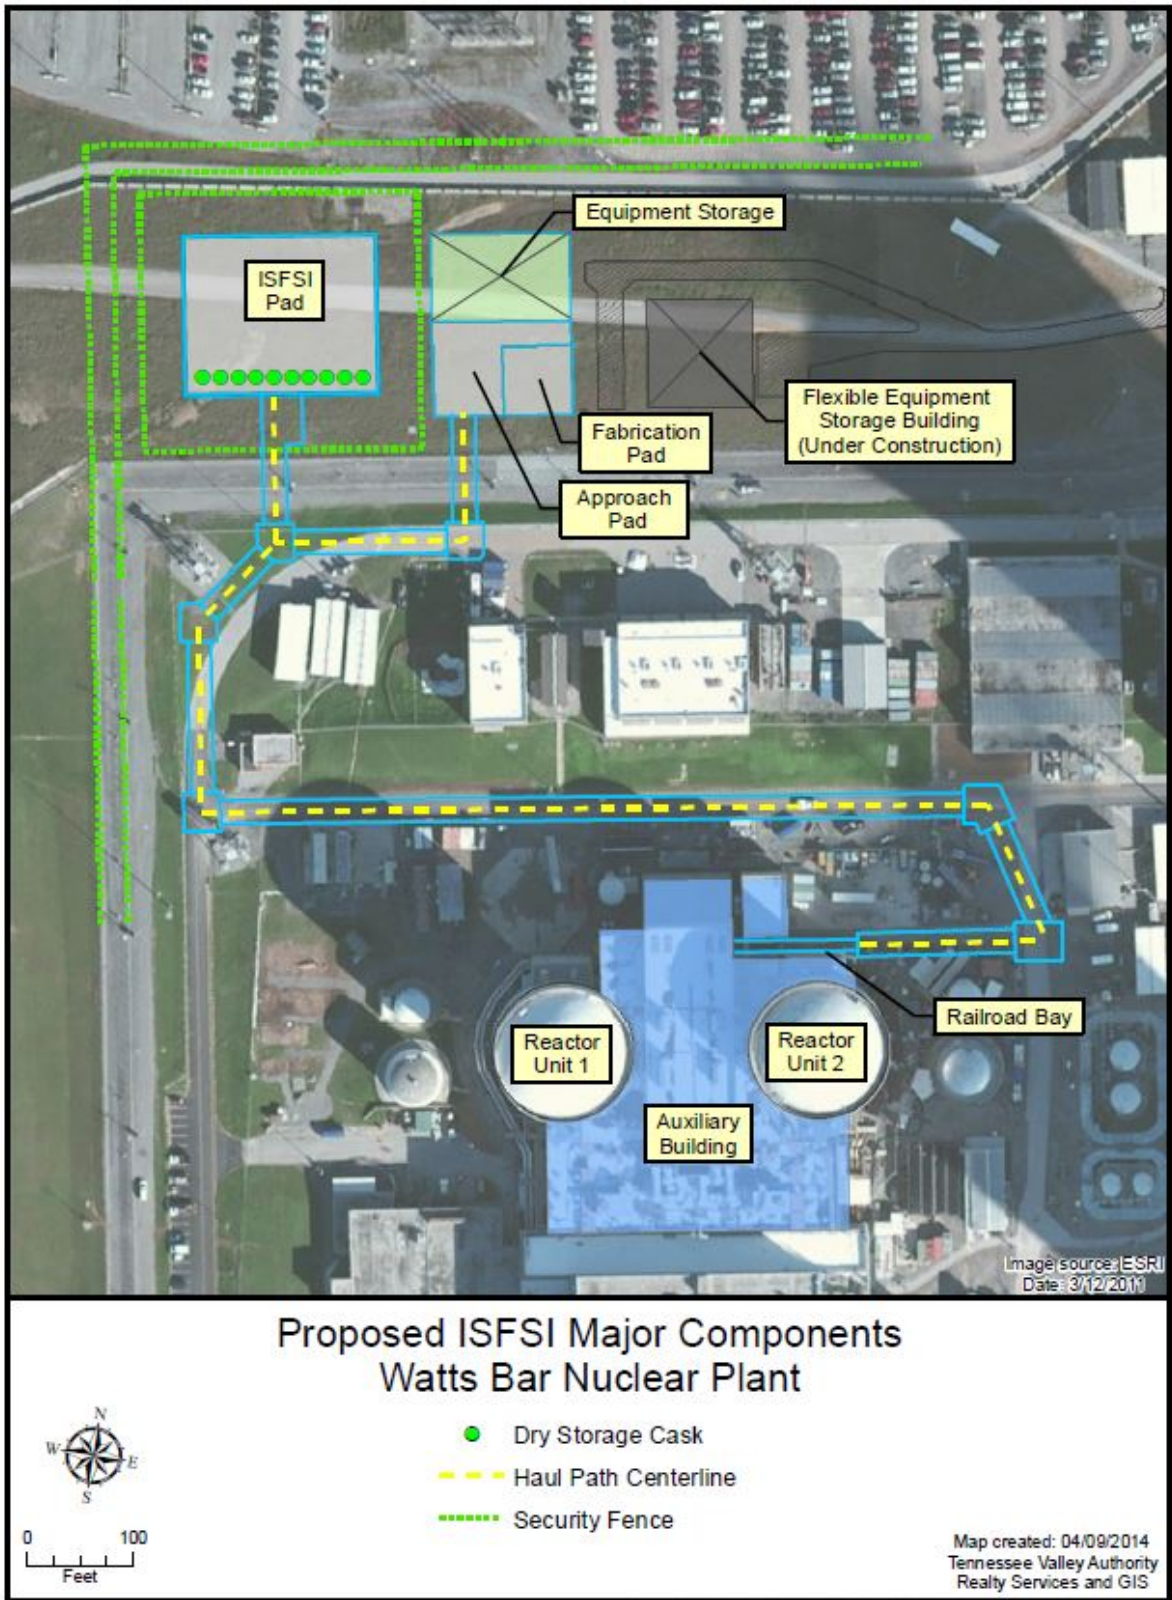 Equipment Storage
ISFSI
Pad
Flexible Equipment
Storage Building
(Under Construction)
Fabrication
Pad
Approach
Pad
Railroad Bay
Reactor
Unit 1
Reactor
Unit 2
Auxiliary
Building
Image source: ESRI
Date: 3/12/2011
Proposed ISFSI Major Components
Watts Bar Nuclear Plant
N
W
E
S
Dry Storage Cask
Haul Path Centerline
Security Fence
0 100
Feet
Map created: 04/09/2014
Tennessee Valley Authority
Realty Services and GIS